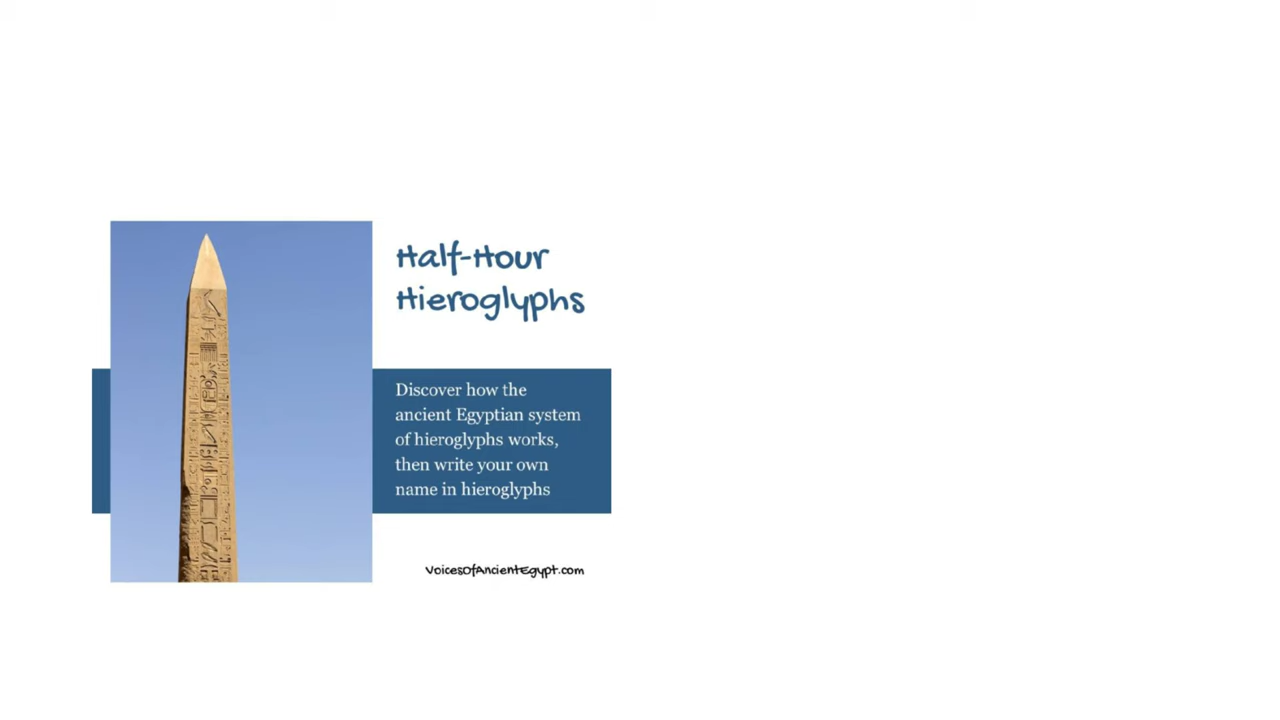 Half-Hour
Hieroglyphs
Discover how the
ancient Egyptian system
of hieroglyphs works,
then write your own
name in hieroglyphs
VoicesOfAncientEgypt.com